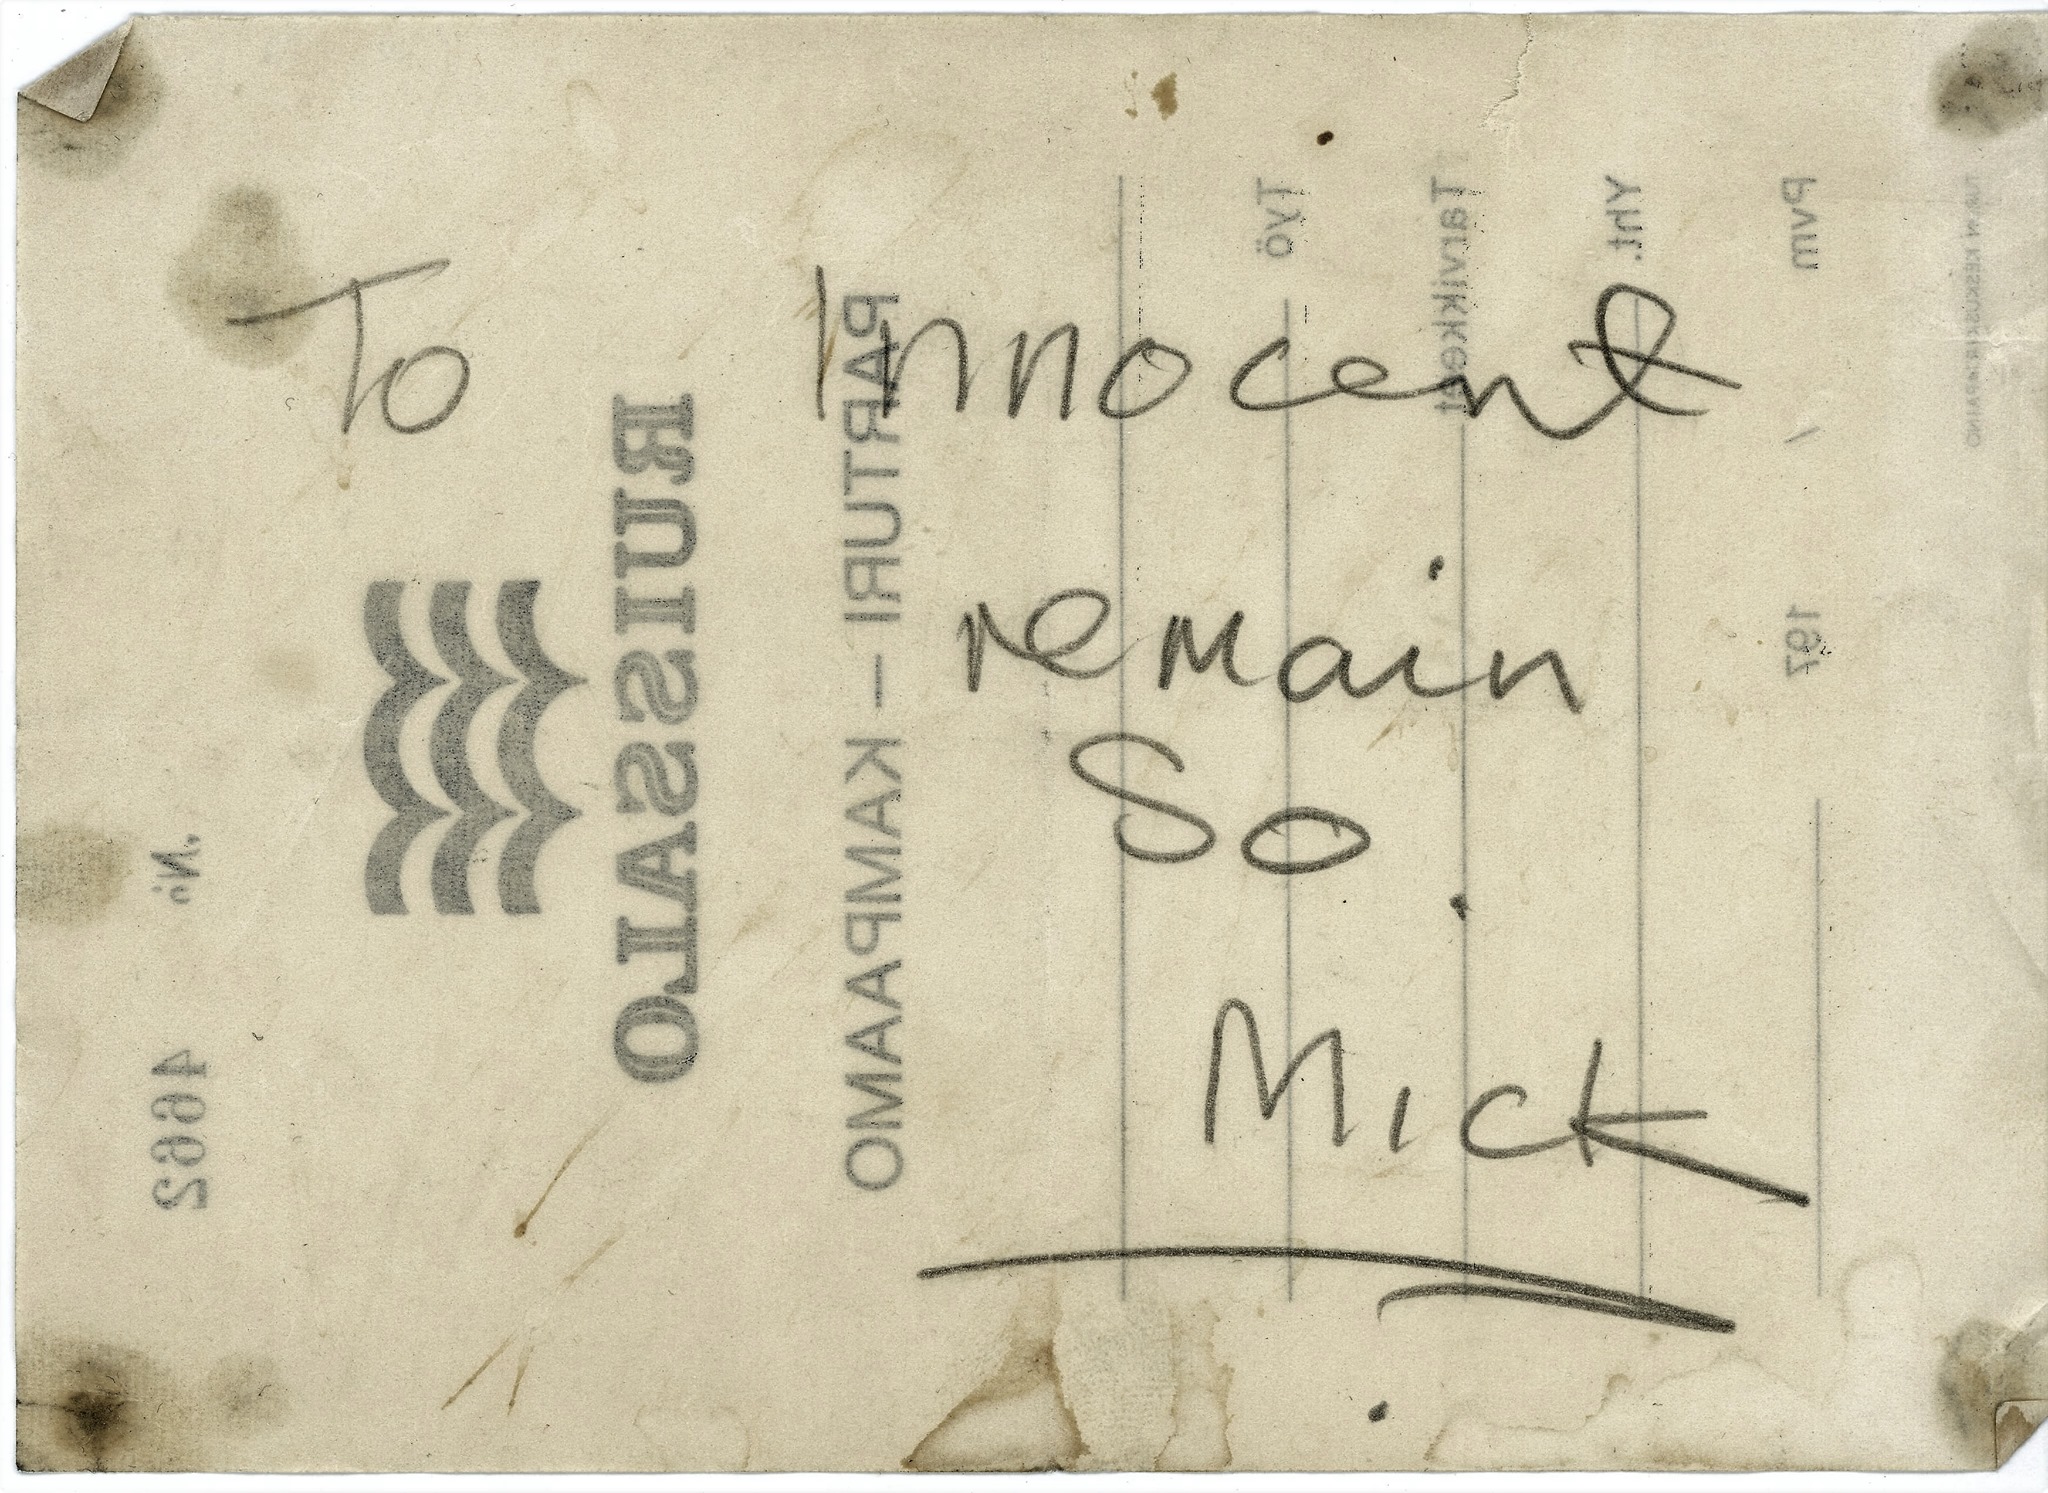 To Innocent
remain
So.
Mick
RUISSALO
PARTURI – KAMPAAMO
Työ
Tarvikkeet
Yht.
Pvm / 197
№ 4662